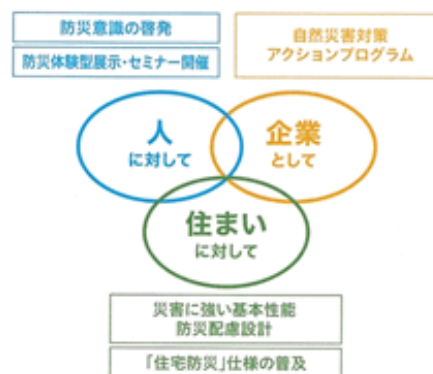 防災意識の啓発
防災体験型展示・セミナー開催
自然災害対策
アクションプログラム
人
に対して
企業
として
住まい
に対して
災害に強い基本性能
防災配慮設計
「住宅防災」仕様の普及